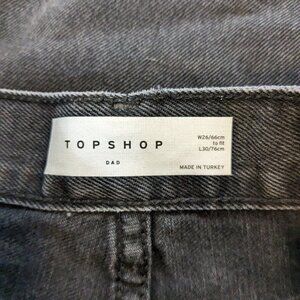 TOPSHOP
DAD
W26/66cm
to fit
L30/76cm
MADE IN TURKEY